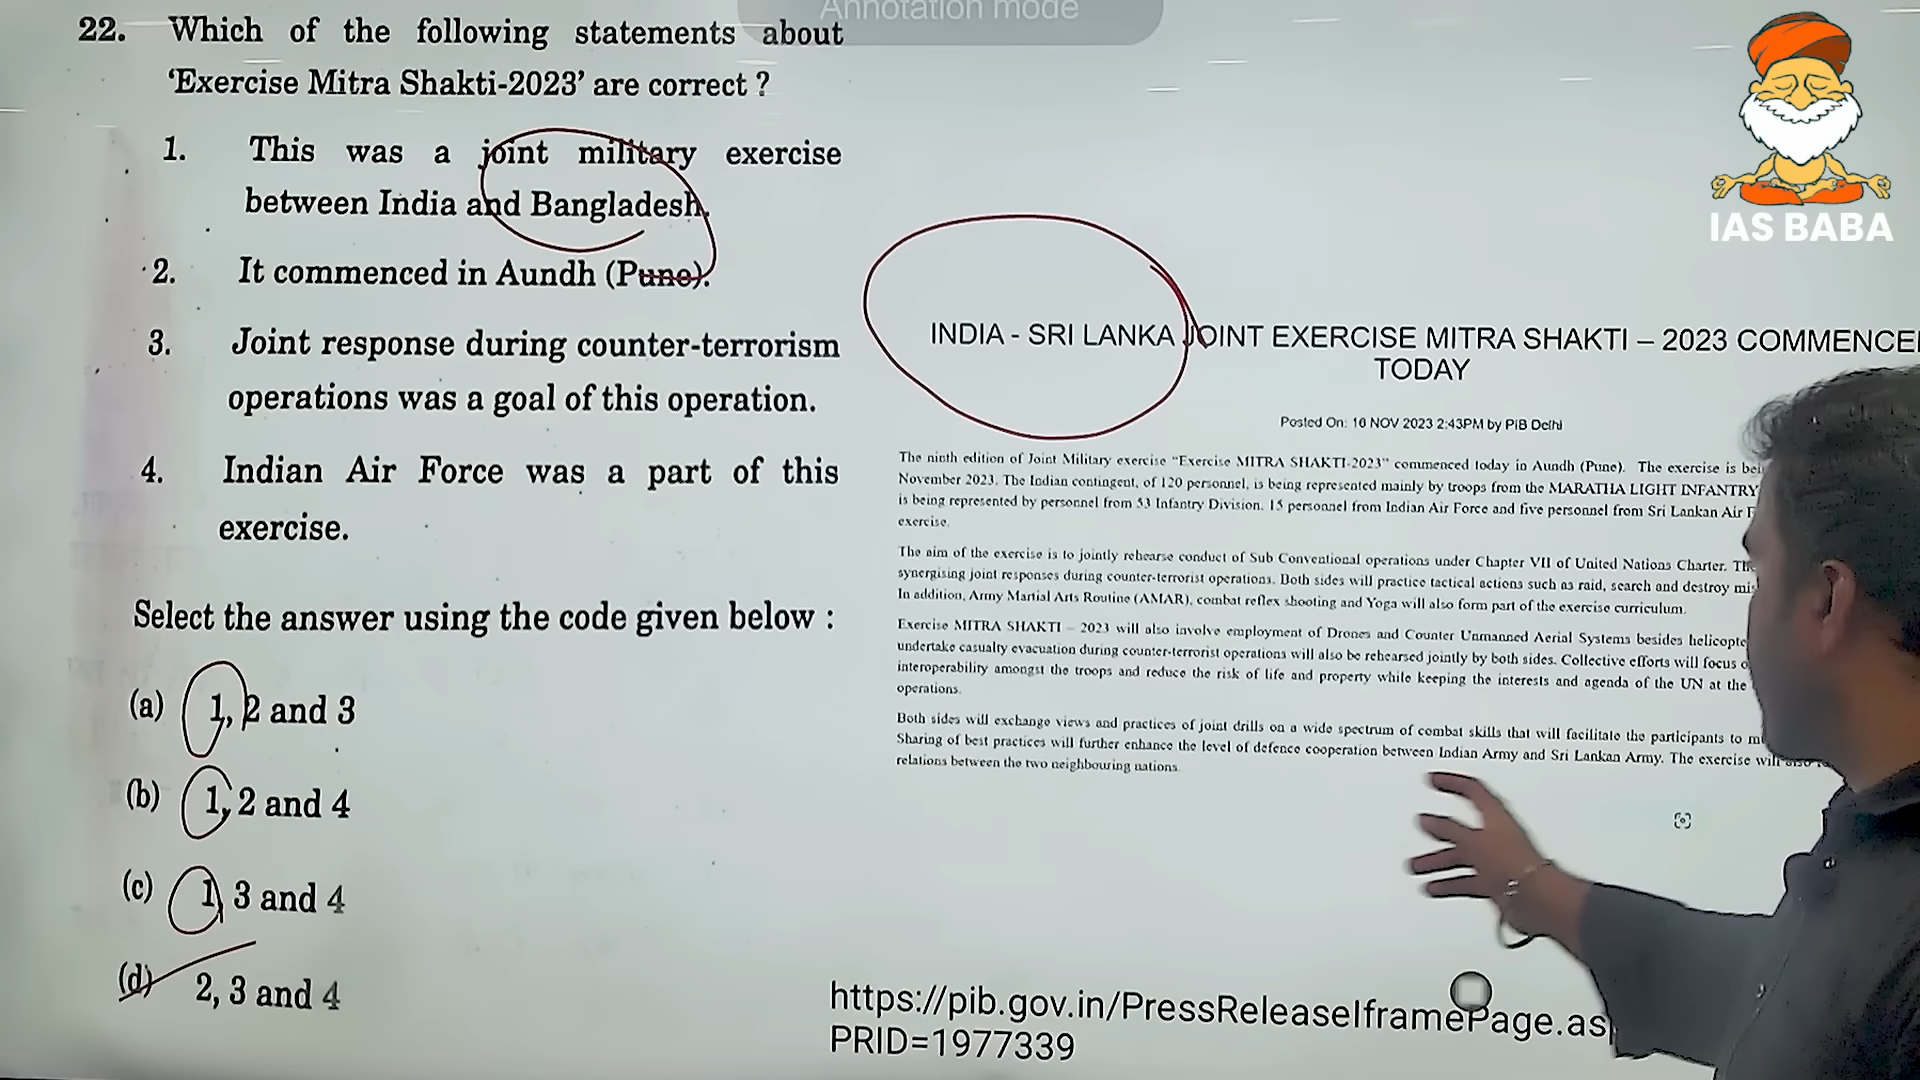 Annotation mode
22. Which of the following statements about
‘Exercise Mitra Shakti-2023’ are correct ?
1. This was a joint military exercise
between India and Bangladesh.
2. It commenced in Aundh (Pune).
3. Joint response during counter-terrorism
operations was a goal of this operation.
4. Indian Air Force was a part of this
exercise.
Select the answer using the code given below :
(a) 1, 2 and 3
(b) 1, 2 and 4
(c) 1, 3 and 4
(d) 2, 3 and 4
IAS BABA
INDIA - SRI LANKA JOINT EXERCISE MITRA SHAKTI – 2023 COMMENCE
TODAY
Posted On: 16 NOV 2023 2:43PM by PIB Delhi
The ninth edition of Joint Military exercise “Exercise MITRA SHAKTI-2023” commenced today in Aundh (Pune). The exercise is
November 2023. The Indian contingent, of 120 personnel, is being represented mainly by troops from the MARATHA LIGHT INFANTRY
is being represented by personnel from 53 Infantry Division. 15 personnel from Indian Air Force and five personnel from Sri Lankan Air
exercise.
The aim of the exercise is to jointly rehearse conduct of Sub Conventional operations under Chapter VII of United Nations Charter.
synergising joint responses during counter-terrorist operations. Both sides will practice tactical actions such as raid, search and destroy
In addition, Army Martial Arts Routine (AMAR), combat reflex shooting and Yoga will also form part of the exercise curriculum.
Exercise MITRA SHAKTI – 2023 will also involve employment of Drones and Counter Unmanned Aerial Systems besides
undertake casualty evacuation during counter-terrorist operations will also be rehearsed jointly by both sides. Collective efforts will focus
interoperability amongst the troops and reduce the risk of life and property while keeping the interests and agenda of the UN at the
operations.
Both sides will exchange views and practices of joint drills on a wide spectrum of combat skills that will facilitate the participants to
Sharing of best practices will further enhance the level of defence cooperation between Indian Army and Sri Lankan Army. The exercise will
relations between the two neighbouring nations.
https://pib.gov.in/PressReleaseIframePage.as
PRID=1977339